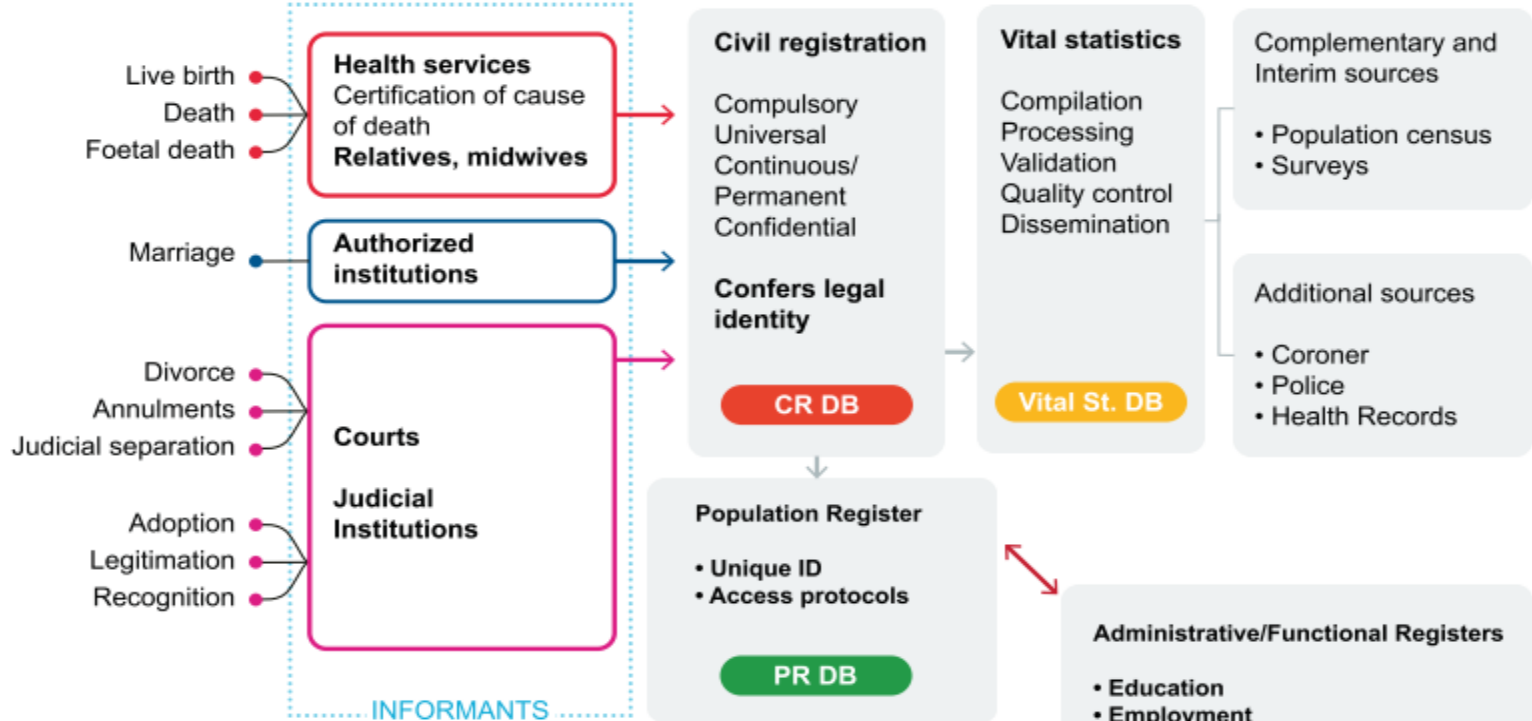 Live birth
Death
Foetal death
Health services
Certification of cause
of death
Relatives, midwives
Marriage
Authorized
institutions
Divorce
Annulments
Judicial separation
Adoption
Legitimation
Recognition
Courts
Judicial
Institutions
INFORMANTS
Civil registration
Compulsory
Universal
Continuous/
Permanent
Confidential
Confers legal
identity
CR DB
Vital statistics
Compilation
Processing
Validation
Quality control
Dissemination
Vital St. DB
Complementary and
Interim sources
• Population census
• Surveys
Additional sources
• Coroner
• Police
• Health Records
Population Register
• Unique ID
• Access protocols
PR DB
Administrative/Functional Registers
• Education
• Employment